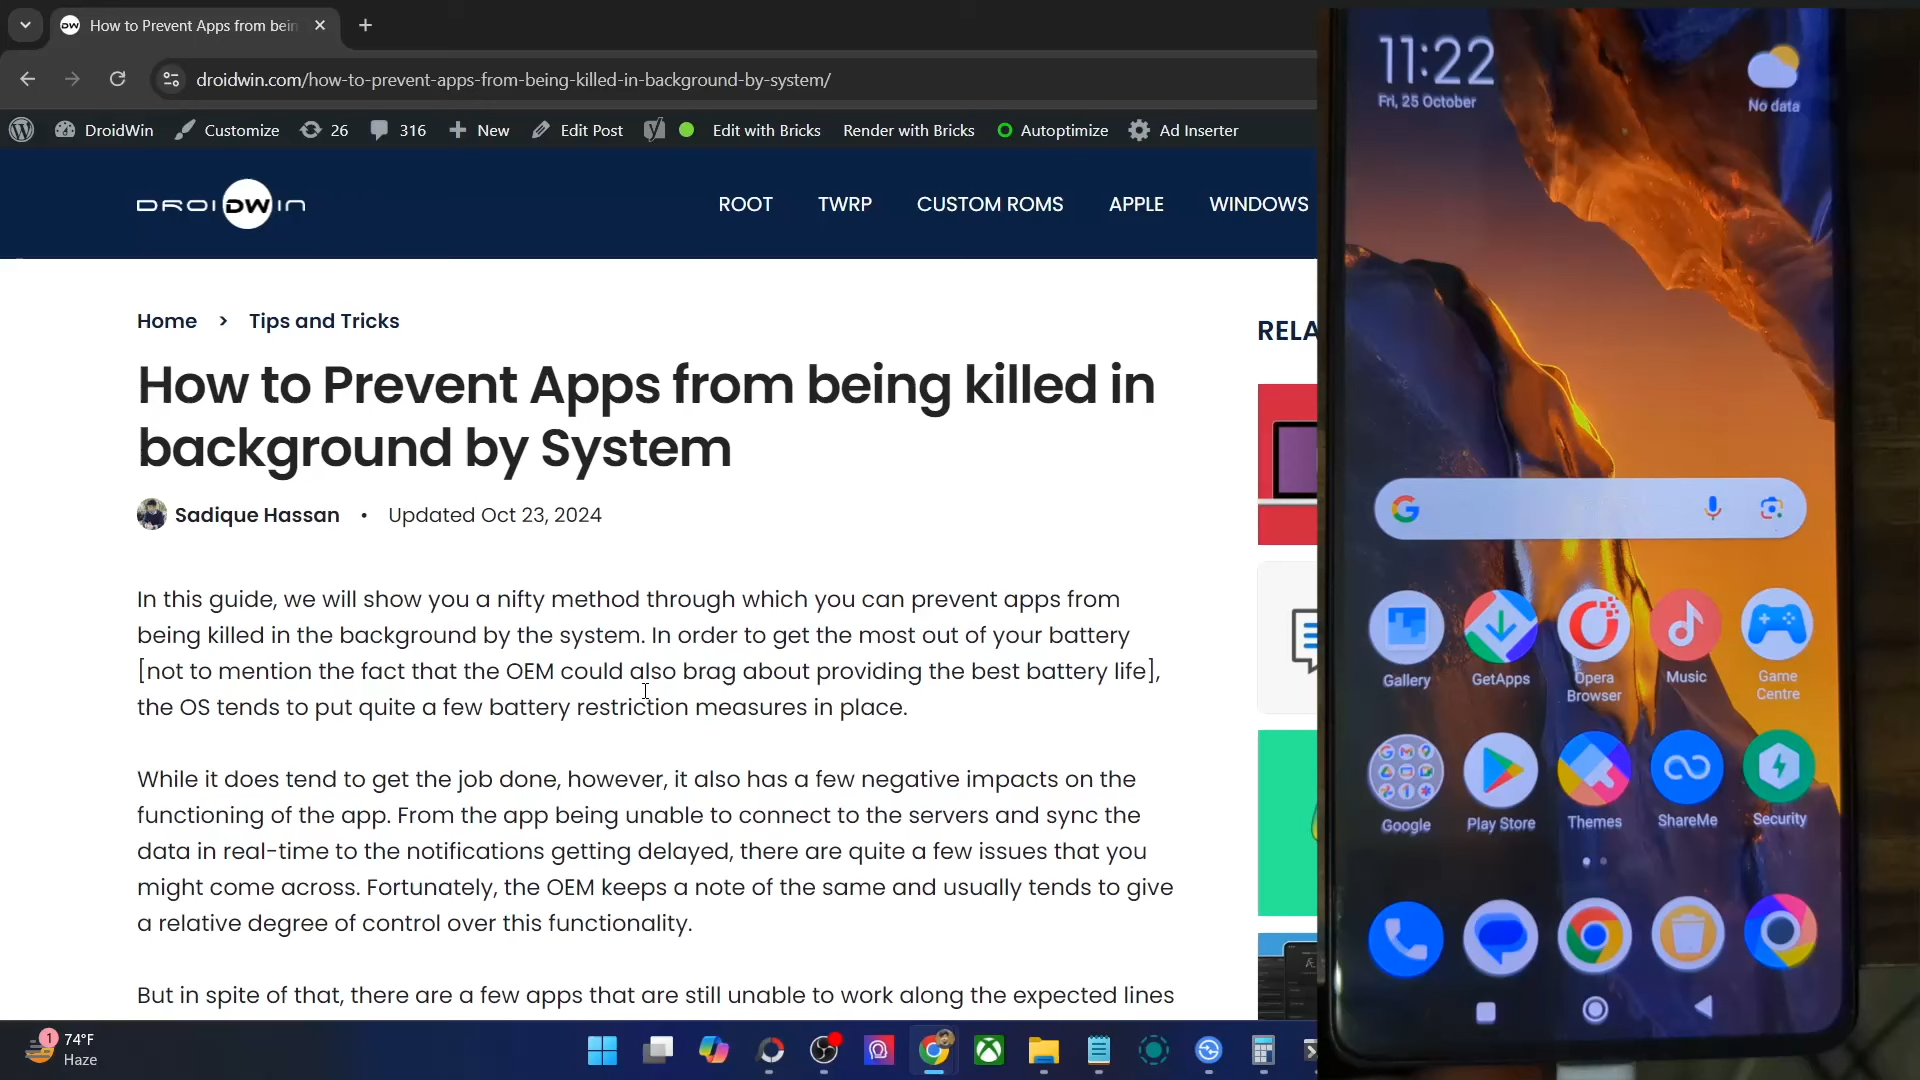 How to Prevent Apps from bein
droidwin.com/how-to-prevent-apps-from-being-killed-in-background-by-system/
DroidWin
Customize
26
316
New
Edit Post
Edit with Bricks
Render with Bricks
Autoptimize
Ad Inserter
DROIDWIN
ROOT
TWRP
CUSTOM ROMS
APPLE
WINDOWS
Home > Tips and Tricks
How to Prevent Apps from being killed in
background by System
Sadique Hassan • Updated Oct 23, 2024
In this guide, we will show you a nifty method through which you can prevent apps from
being killed in the background by the system. In order to get the most out of your battery
[not to mention the fact that the OEM could also brag about providing the best battery life],
the OS tends to put quite a few battery restriction measures in place.
While it does tend to get the job done, however, it also has a few negative impacts on the
functioning of the app. From the app being unable to connect to the servers and sync the
data in real-time to the notifications getting delayed, there are quite a few issues that you
might come across. Fortunately, the OEM keeps a note of the same and usually tends to give
a relative degree of control over this functionality.
But in spite of that, there are a few apps that are still unable to work along the expected lines
RELA
1
74°F
Haze
11:22
Fri, 25 October
No data
Gallery
GetApps
Opera
Browser
Music
Game
Centre
Google
Play Store
Themes
ShareMe
Security